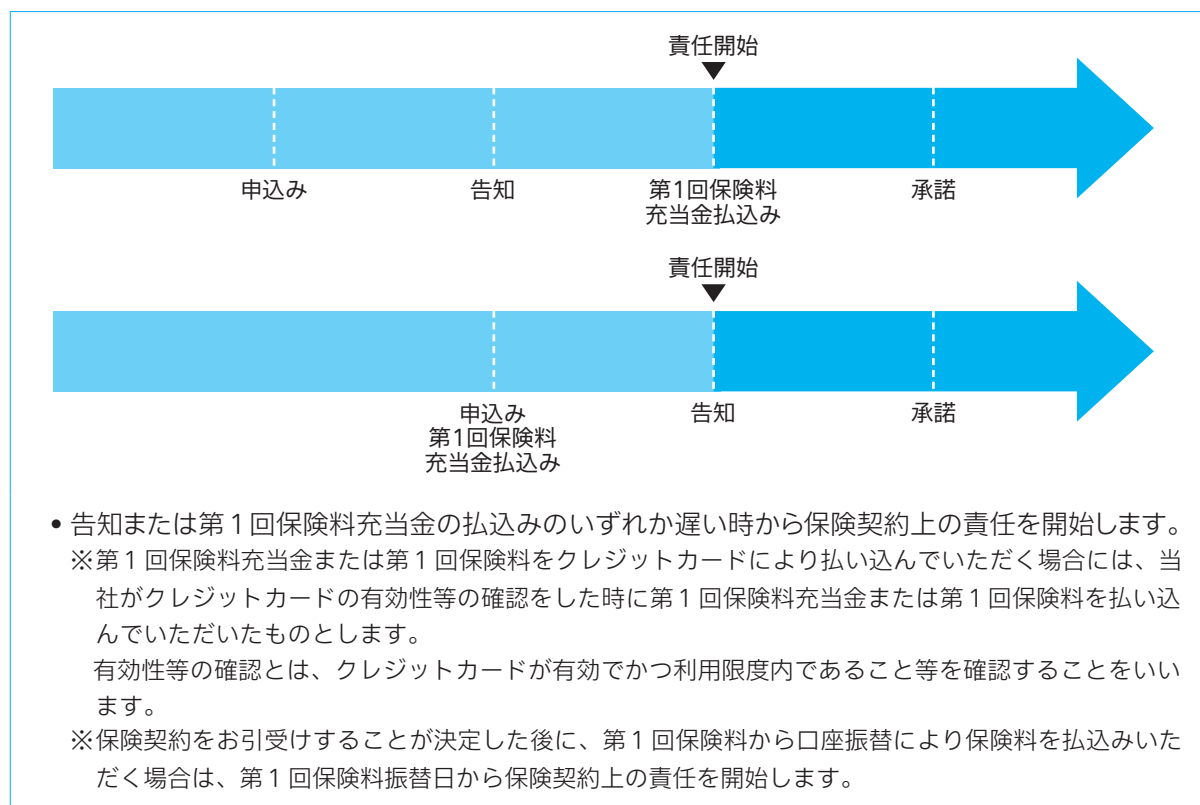 責任開始
申込み
告知
第1回保険料
充当金払込み
承諾
責任開始
申込み
第1回保険料
充当金払込み
告知
承諾
•告知または第1回保険料充当金の払込みのいずれか遅い時から保険契約上の責任を開始します。
※第1回保険料充当金または第1回保険料をクレジットカードにより払い込んでいただく場合には、当
社がクレジットカードの有効性等の確認をした時に第1回保険料充当金または第1回保険料を払い込
んでいただいたものとします。
有効性等の確認とは、クレジットカードが有効でかつ利用限度内であること等を確認することをいい
ます。
※保険契約をお引受けすることが決定した後に、第1回保険料から口座振替により保険料を払込みいた
だく場合は、第1回保険料振替日から保険契約上の責任を開始します。